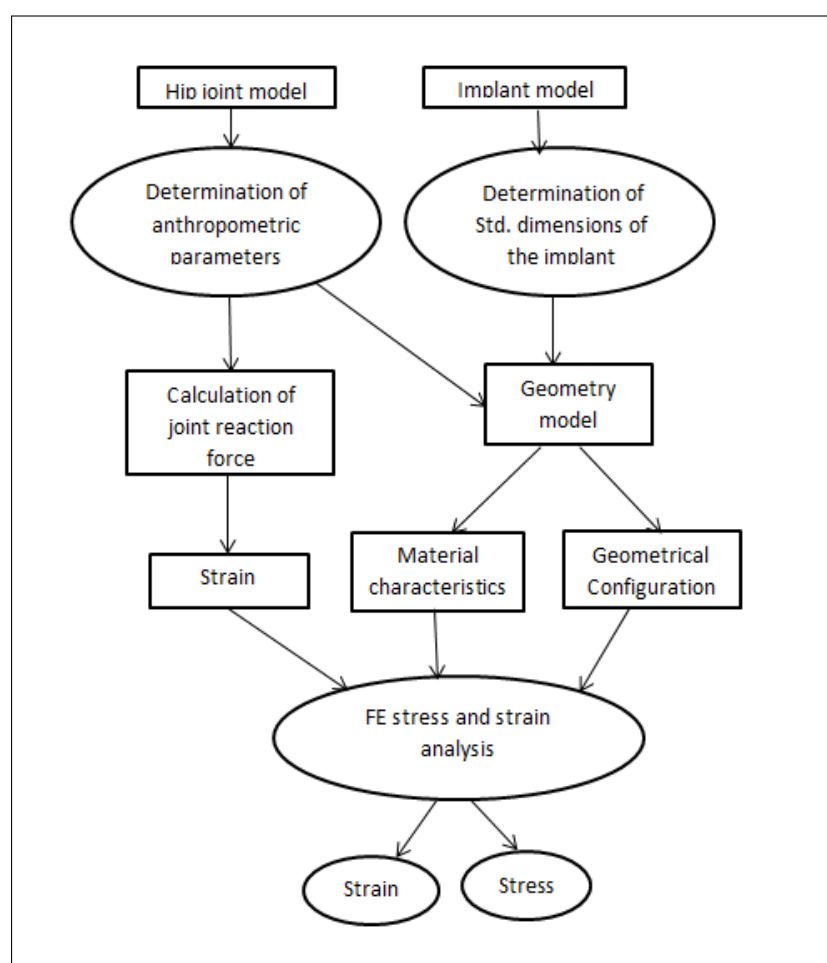 Hip joint model
Implant model
Determination of
anthropometric
parameters
Determination of
Std. dimensions of
the implant
Calculation of
joint reaction
force
Geometry
model
Strain
Material
characteristics
Geometrical
Configuration
FE stress and strain
analysis
Strain
Stress